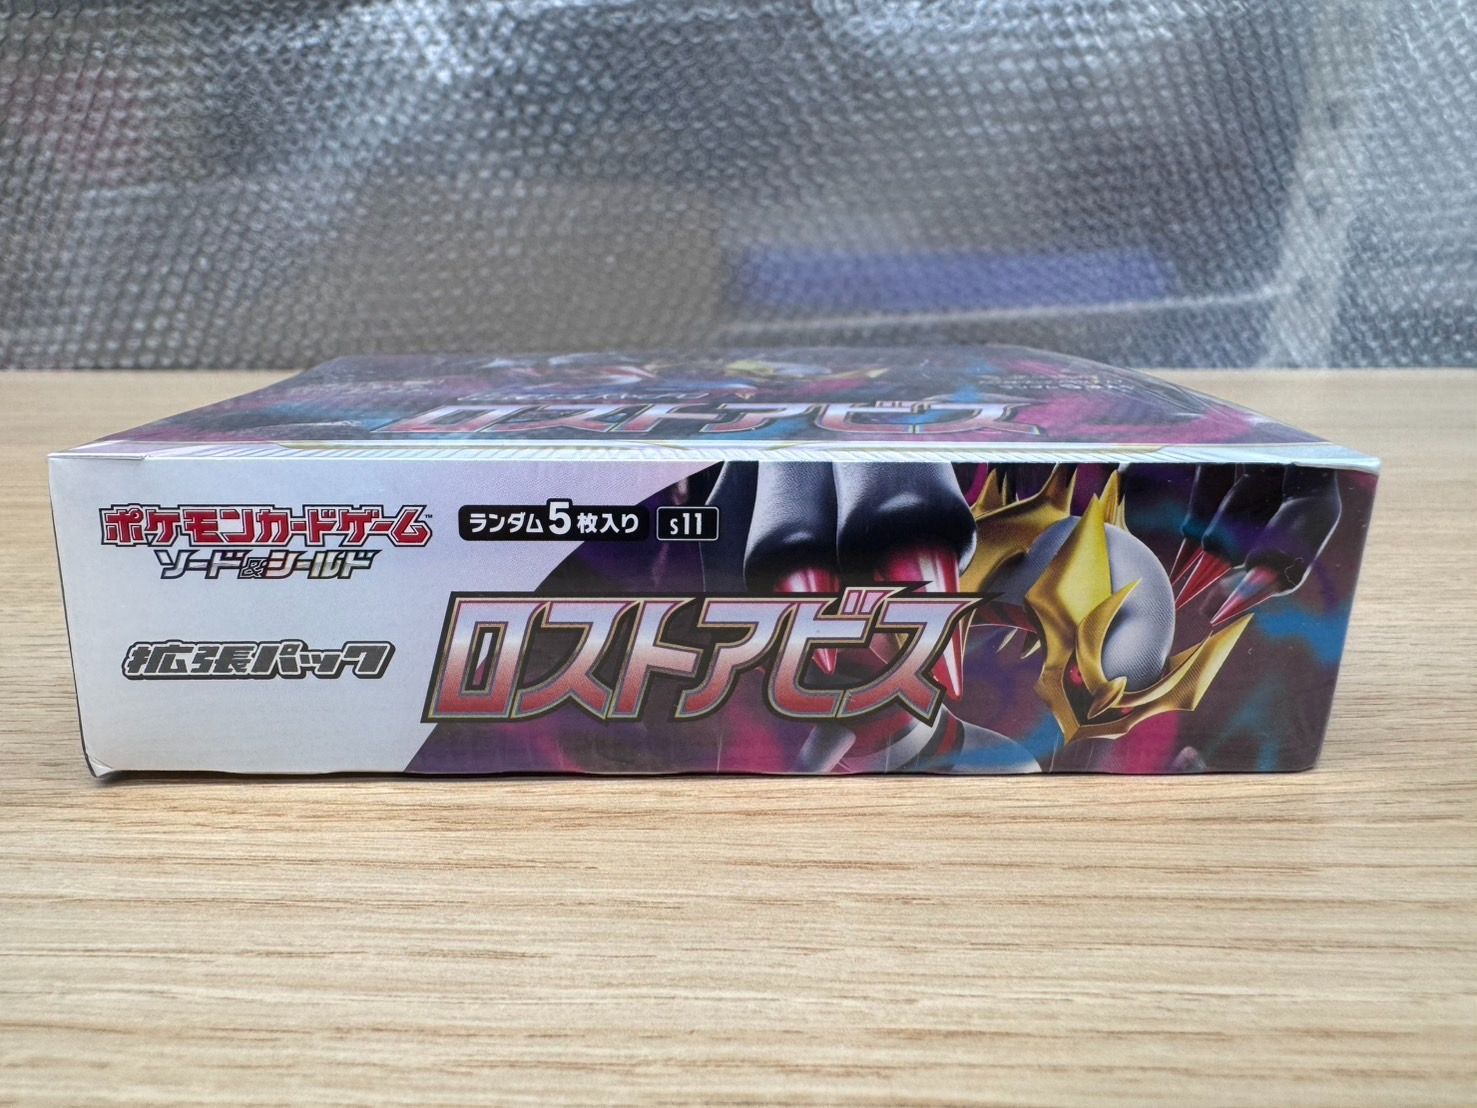 ロストアビス
ポケモンカードゲーム™
ソード&シールド
ランダム5枚入り
s11
拡張パック
ロストアビス